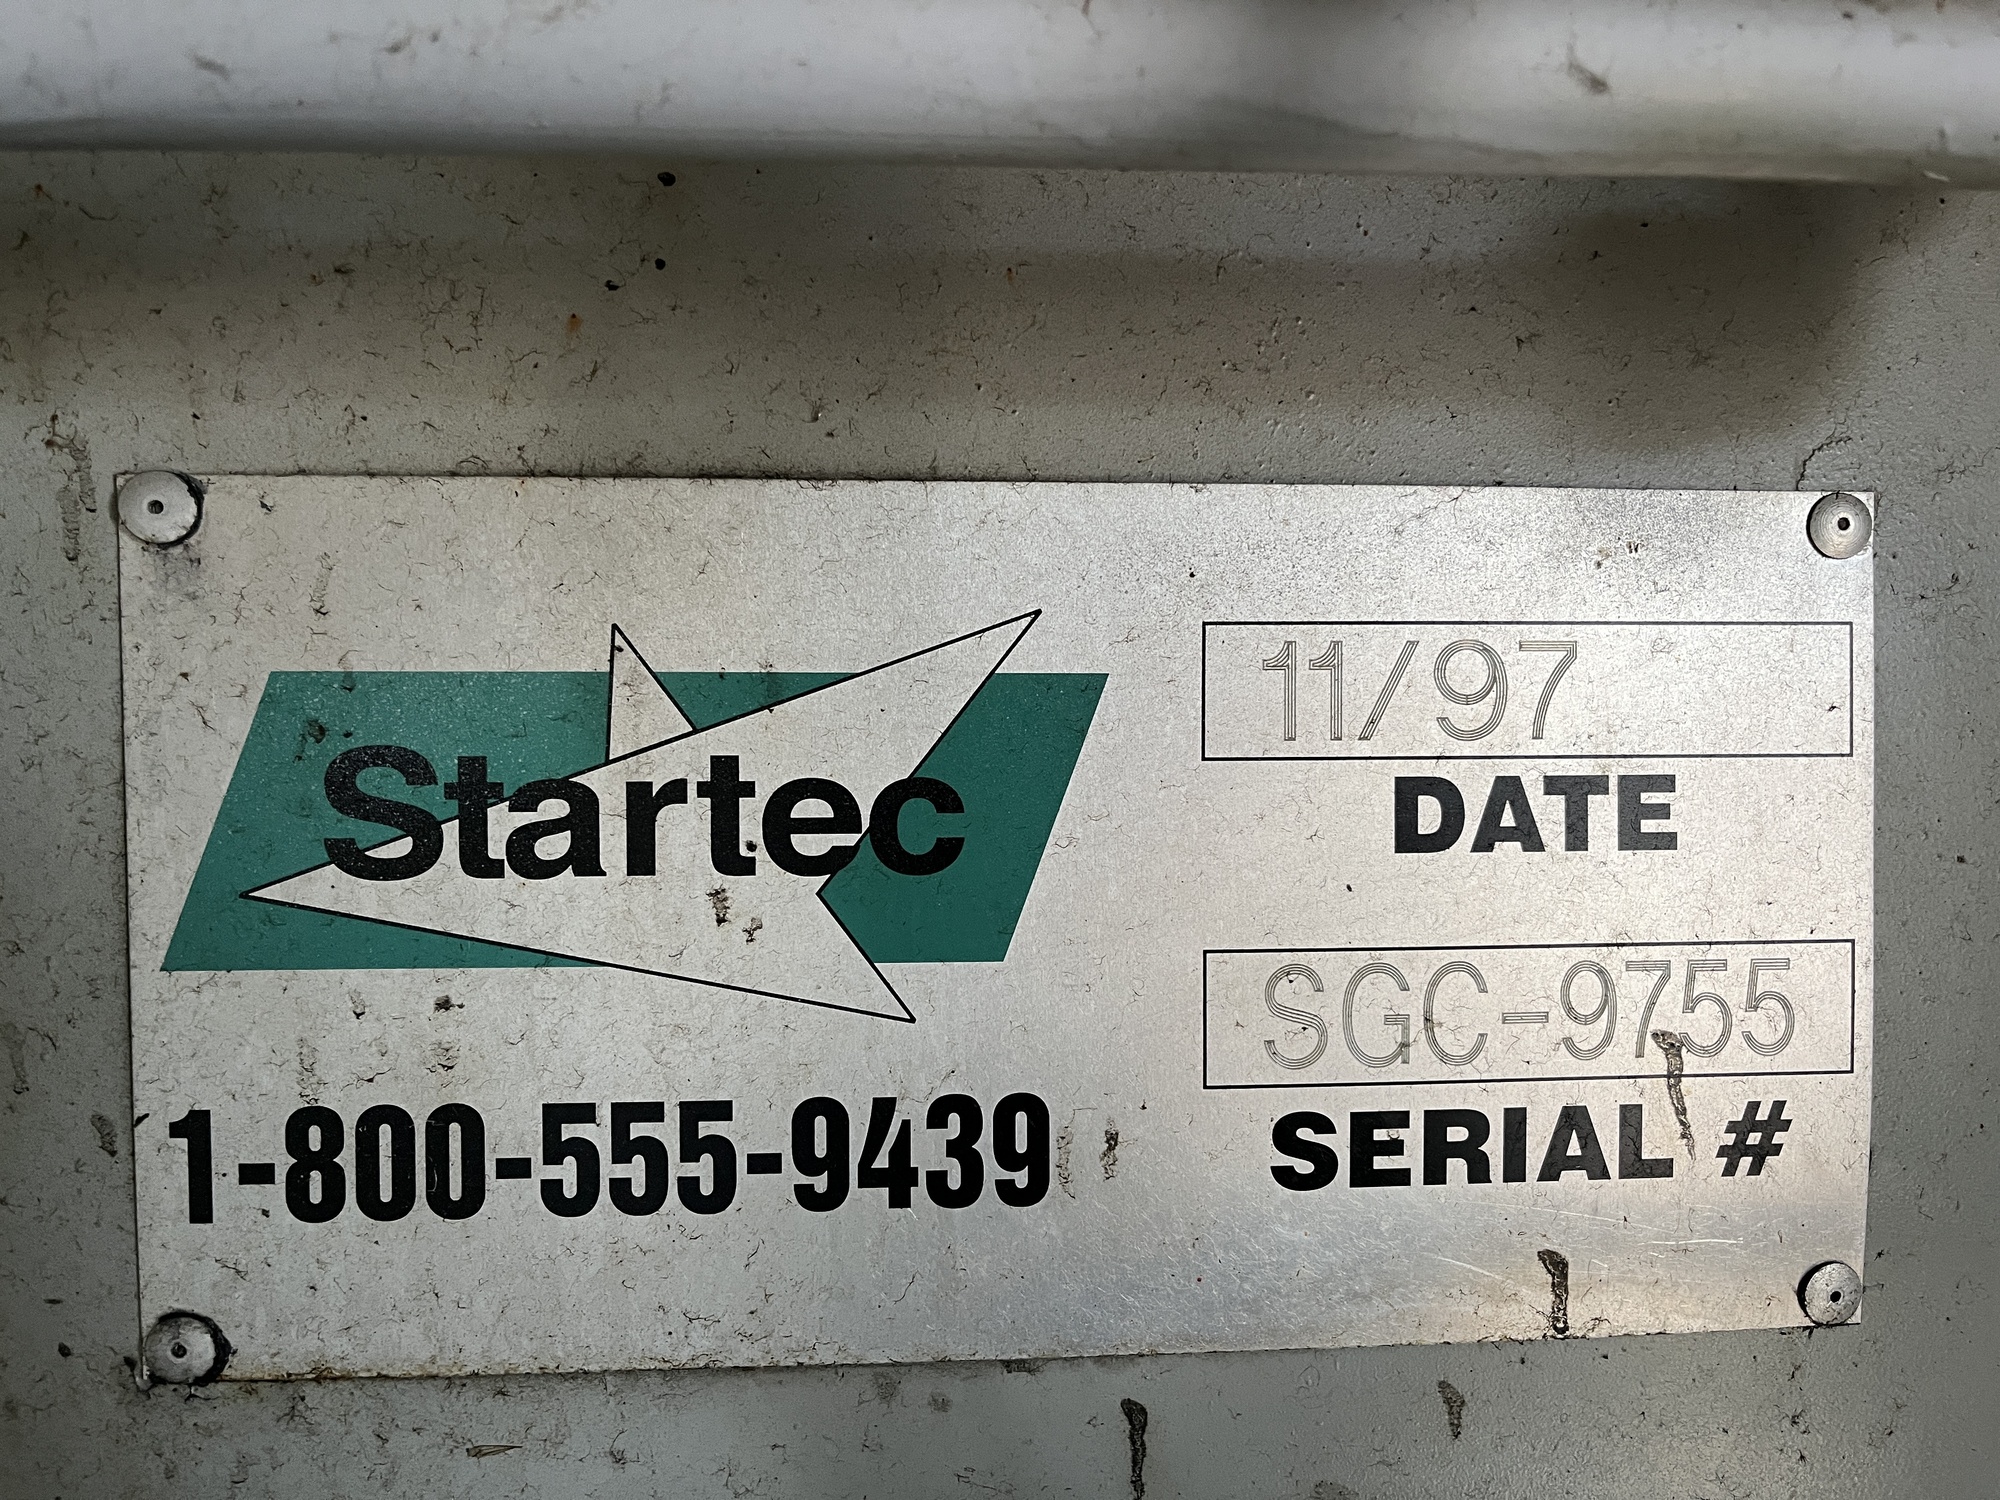 Startec
1-800-555-9439
11/97
DATE
SGC-9755
SERIAL #